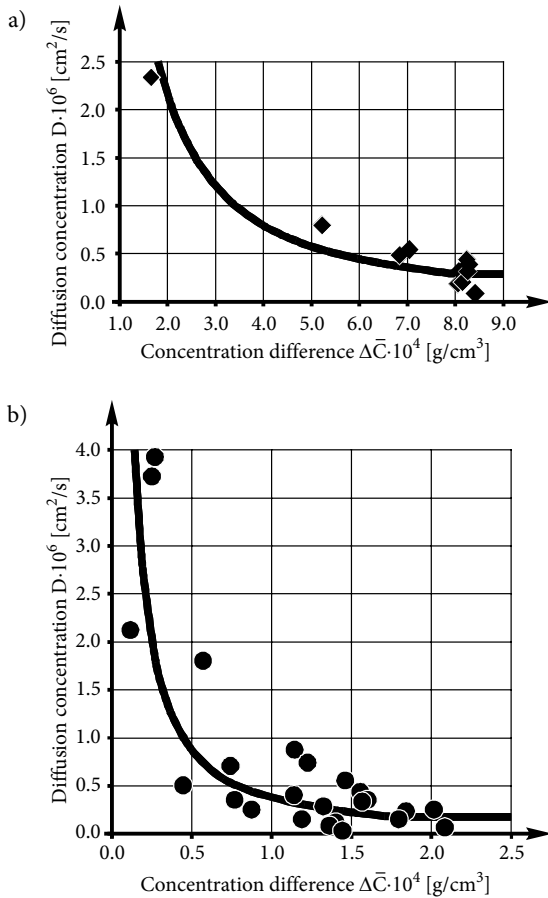 a)
Diffusion concentration D·10⁶ [cm²/s]
2.5
2.0
1.5
1.0
0.5
0.0
1.0 2.0 3.0 4.0 5.0 6.0 7.0 8.0 9.0
Concentration difference ΔC̅·10⁴ [g/cm³]
b)
Diffusion concentration D·10⁶ [cm²/s]
4.0
3.5
3.0
2.5
2.0
1.5
1.0
0.5
0.0
0.0 0.5 1.0 1.5 2.0 2.5
Concentration difference ΔC̅·10⁴ [g/cm³]